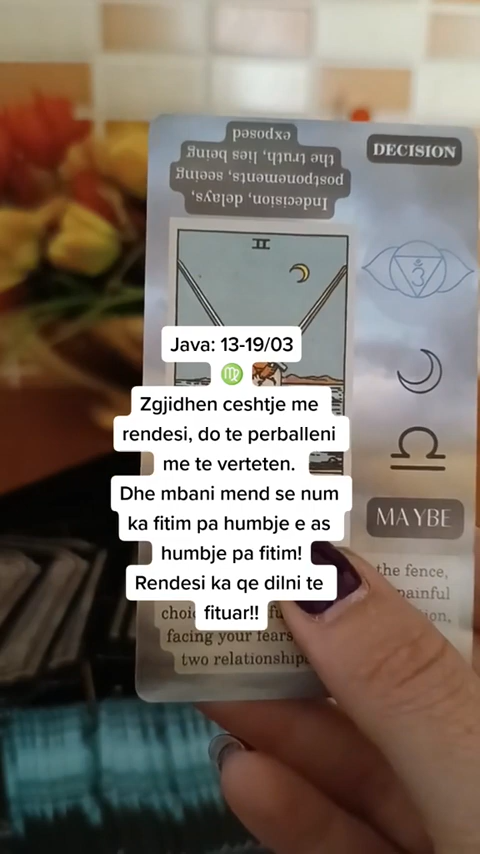 Indecision, delays,
postponements, seeing
the truth, lies being
exposed
DECISION
II
Java: 13-19/03
♍
Zgjidhen ceshtje me
rendesi, do te perballeni
me te verteten.
Dhe mbani mend se num
ka fitim pa humbje e as
humbje pa fitim!
Rendesi ka qe dilni te
fituar!!
MAYBE
the fence,
painful
facing your fears
two relationships